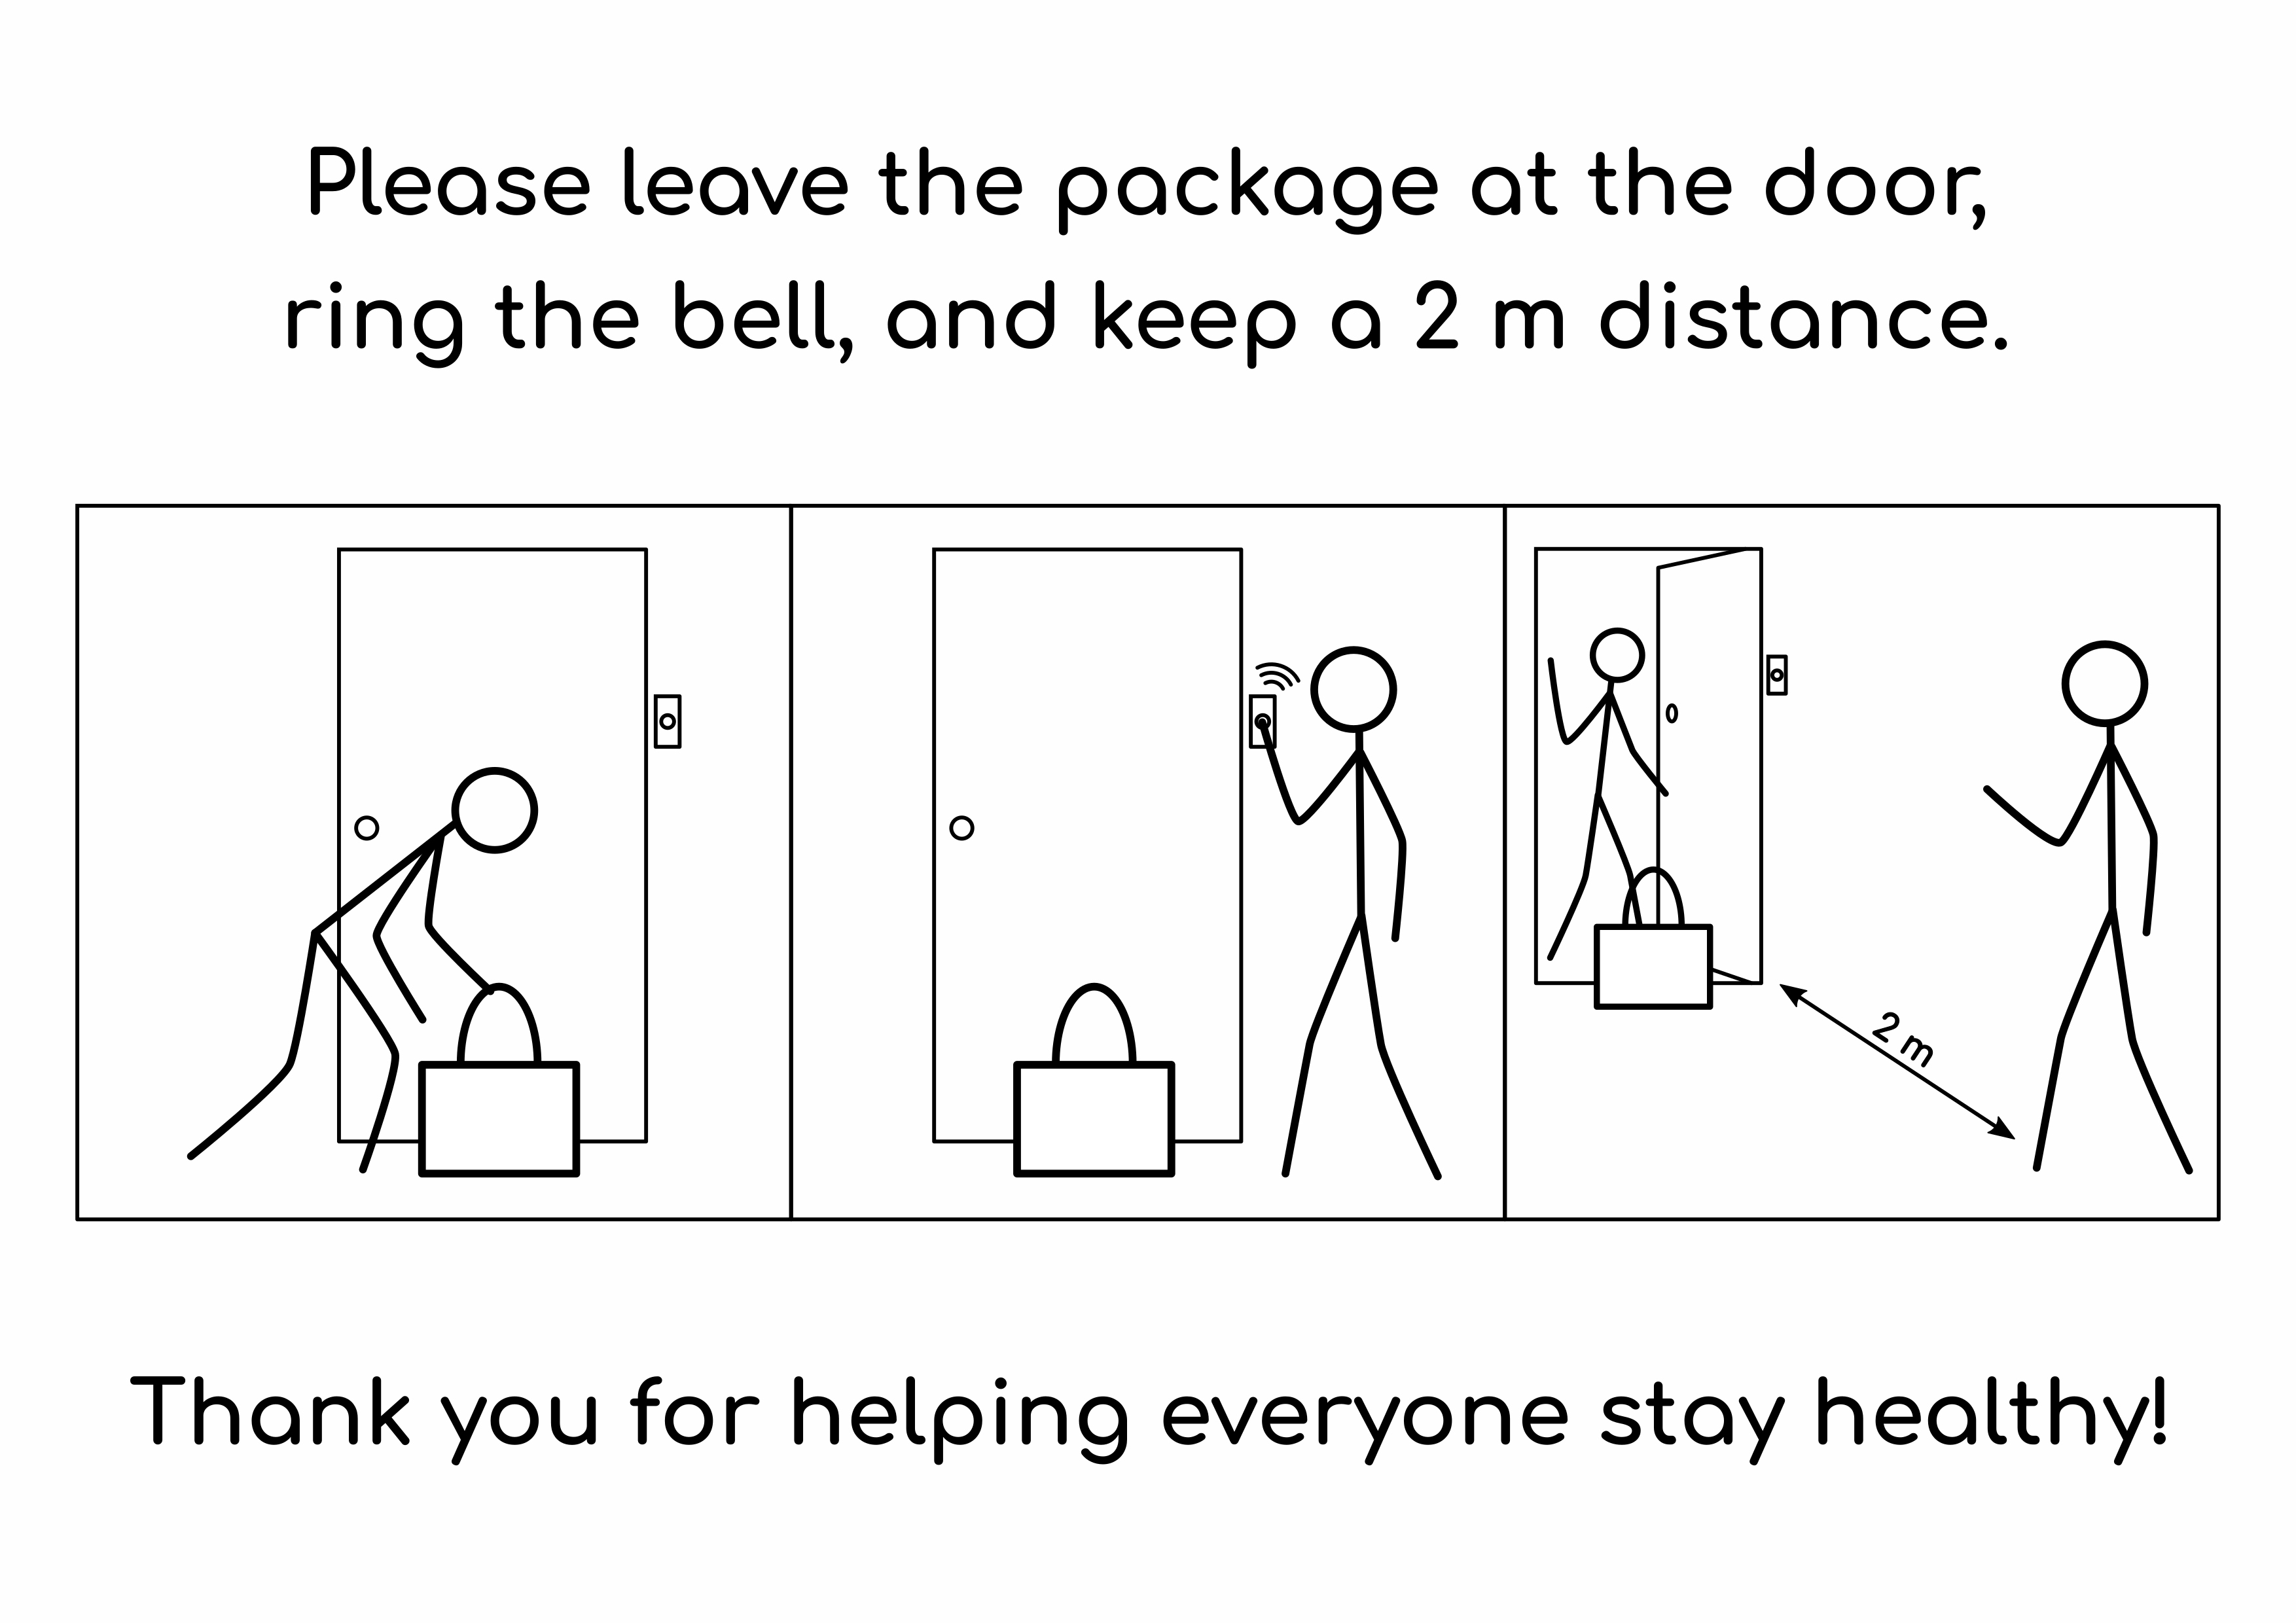 Please leave the package at the door,
ring the bell, and keep a 2 m distance.
2 m
Thank you for helping everyone stay healthy!